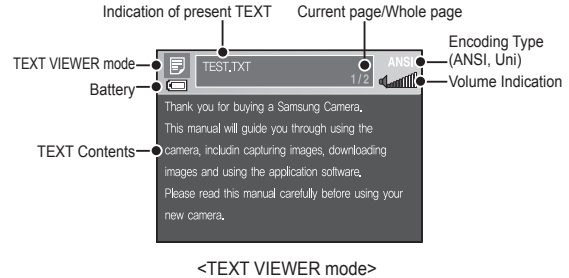 Indication of present TEXT
Current page/Whole page
Encoding Type
(ANSI, Uni)
TEXT VIEWER mode
TEST.TXT
ANSI
1/2
Volume Indication
Battery
Thank you for buying a Samsung Camera.
This manual will guide you through using the
TEXT Contents
camera, includin capturing images, downloading
images and using the application software.
Please read this manual carefully before using your
new camera.
<TEXT VIEWER mode>